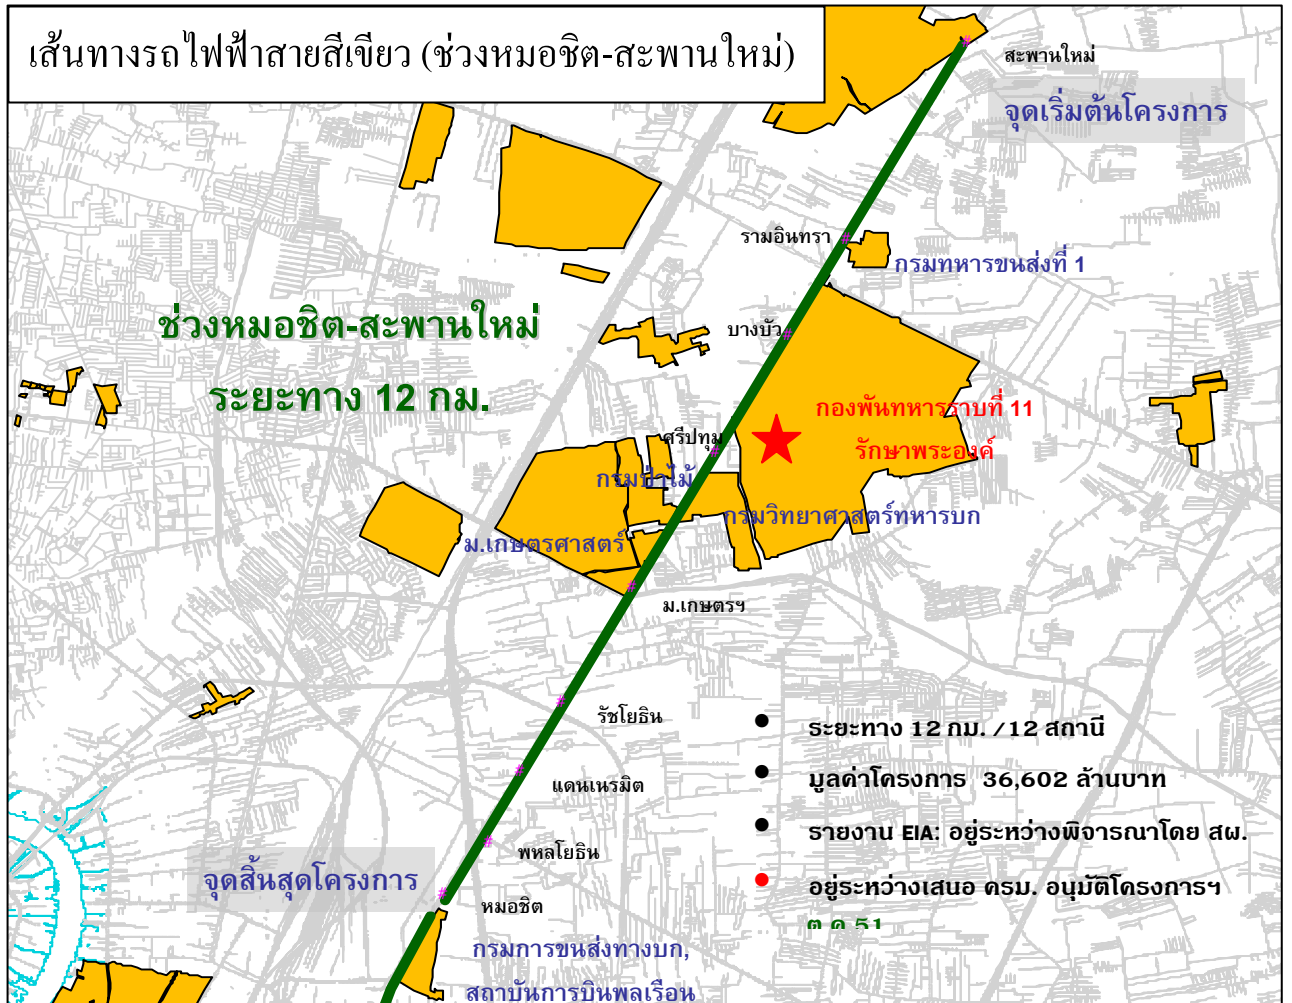 เส้นทางรถไฟฟ้าสายสีเขียว (ช่วงหมอชิต-สะพานใหม่)
สะพานใหม่
จุดเริ่มต้นโครงการ
รามอินทรา
กรมทหารขนส่งที่ 1
ช่วงหมอชิต-สะพานใหม่
ระยะทาง 12 กม.
บางบัว
กองพันทหารราบที่ 11
รักษาพระองค์
ศรีปทุม
กรมป่าไม้
กรมวิทยาศาสตร์ทหารบก
ม.เกษตรศาสตร์
ม.เกษตรฯ
รัชโยธิน
แดนเหรมิต
พหลโยธิน
จุดสิ้นสุดโครงการ
หมอชิต
กรมการขนส่งทางบก,
สถาบันการบินพลเรือน
● ระยะทาง 12 กม. /12 สถานี
● มูลค่าโครงการ 36,602 ล้านบาท
● รายงาน EIA: อยู่ระหว่างพิจารณาโดย สผ.
● อยู่ระหว่างเสนอ ครม. อนุมัติโครงการฯ
ต.ค.51